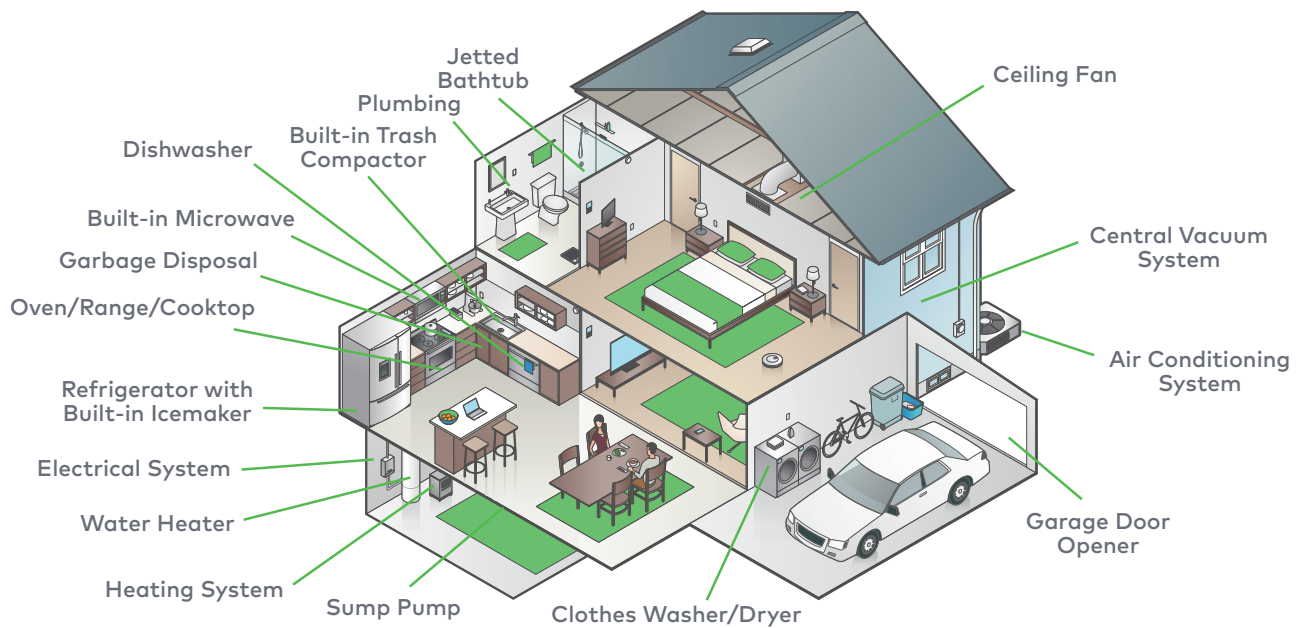 Jetted
Bathtub
Plumbing
Built-in Trash
Compactor
Dishwasher
Built-in Microwave
Garbage Disposal
Oven/Range/Cooktop
Refrigerator with
Built-in Icemaker
Electrical System
Water Heater
Heating System
Sump Pump
Clothes Washer/Dryer
Ceiling Fan
Central Vacuum
System
Air Conditioning
System
Garage Door
Opener